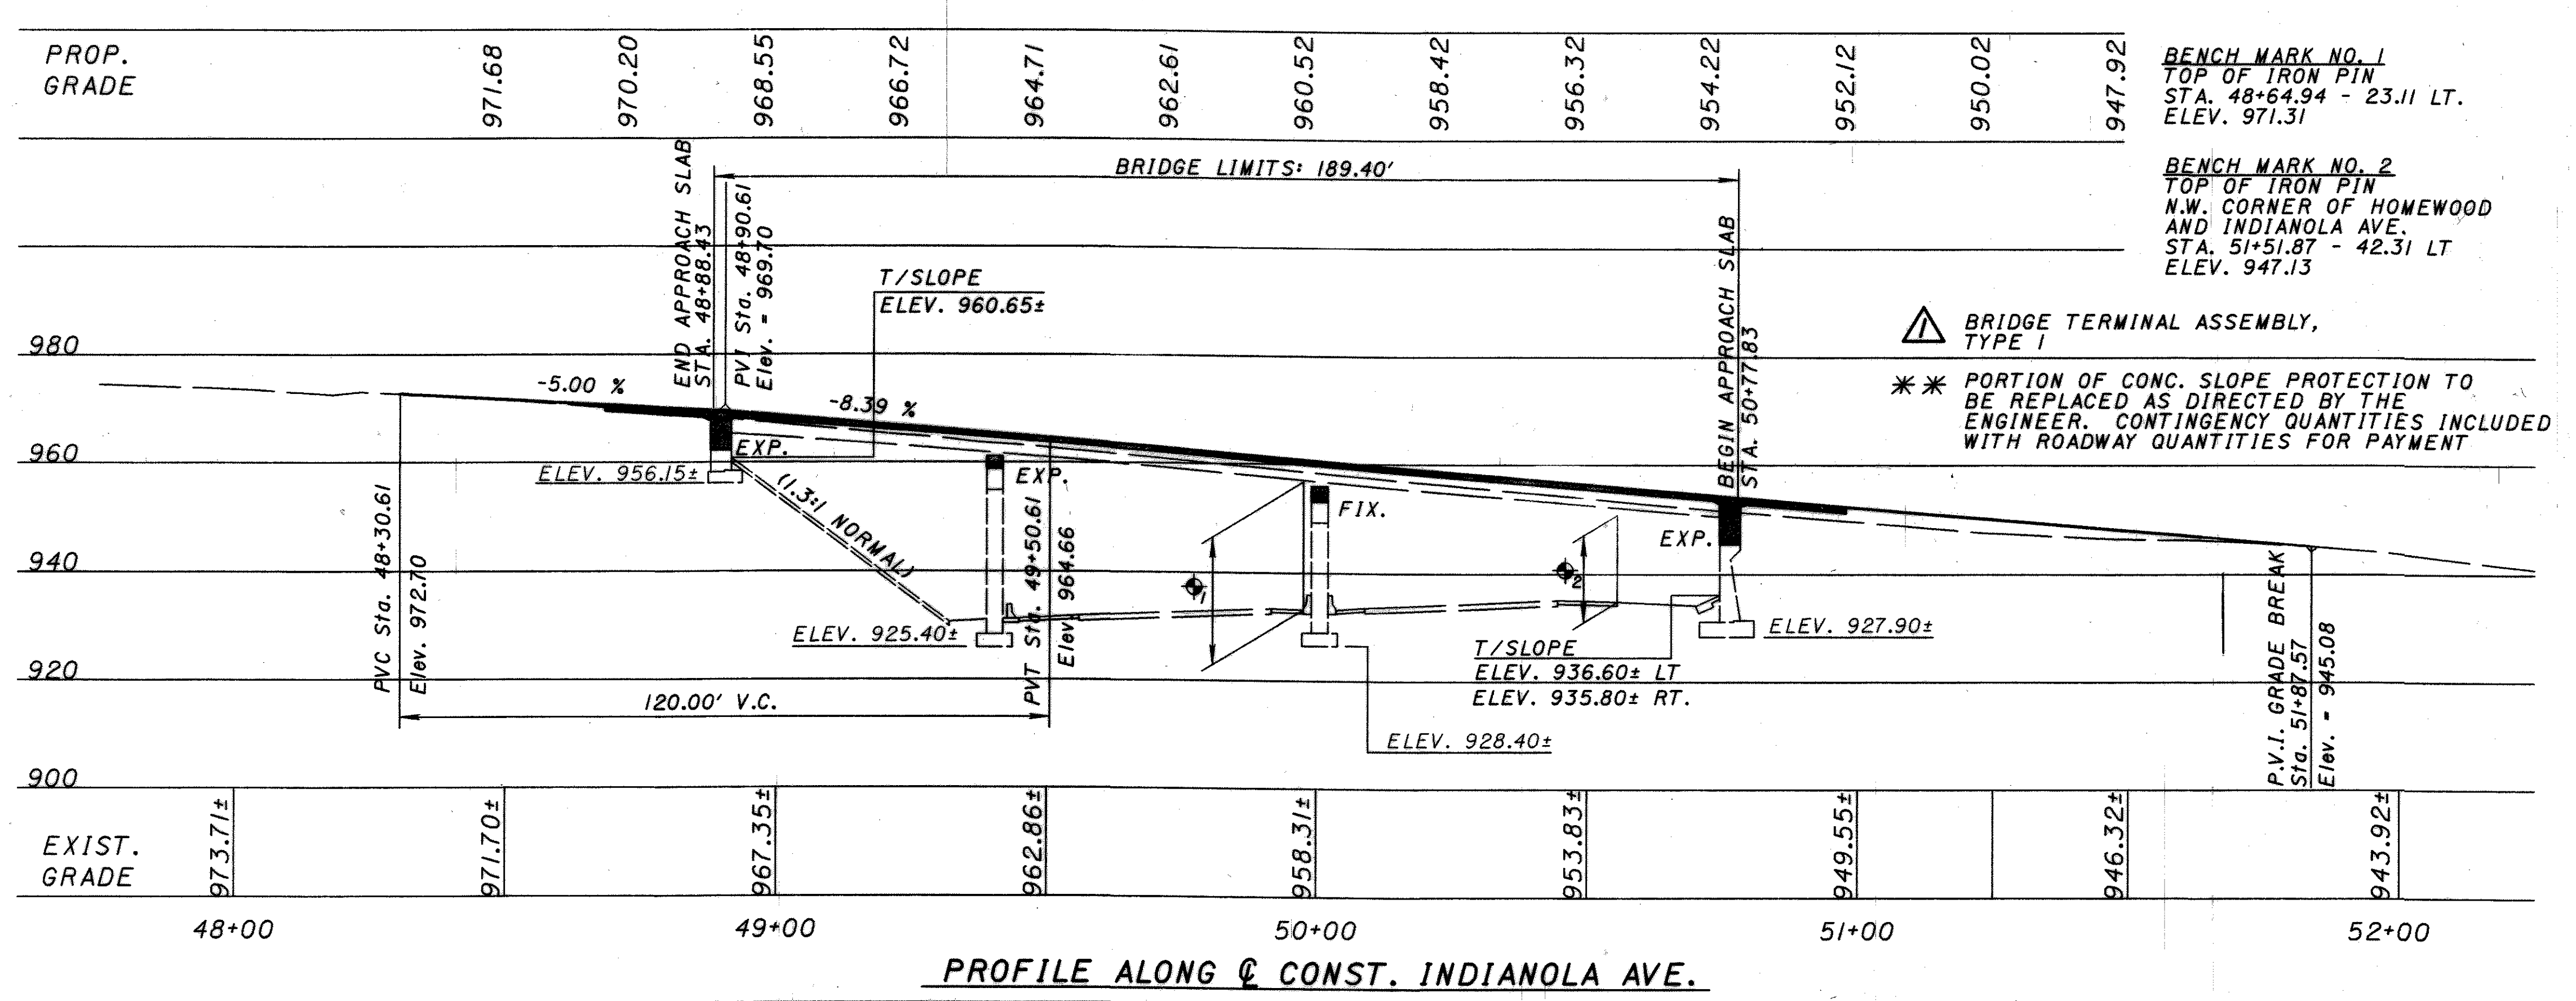 PROP.
GRADE
971.68
970.20
968.55
966.72
964.71
962.61
960.52
958.42
956.32
954.22
952.12
950.02
947.92
BENCH MARK NO. 1
TOP OF IRON PIN
STA. 48+64.94 - 23.11 LT.
ELEV. 971.31
BENCH MARK NO. 2
TOP OF IRON PIN
N.W. CORNER OF HOMEWOOD
AND INDIANOLA AVE.
STA. 51+51.87 - 42.31 LT
ELEV. 947.13
BRIDGE LIMITS: 189.40'
END APPROACH SLAB
STA. 48+88.43
PVI Sta. 48+90.61
Elev. = 969.70
T/SLOPE
ELEV. 960.65±
BEGIN APPROACH SLAB
STA. 50+77.83
1
BRIDGE TERMINAL ASSEMBLY,
TYPE 1
** PORTION OF CONC. SLOPE PROTECTION TO
BE REPLACED AS DIRECTED BY THE
ENGINEER. CONTINGENCY QUANTITIES INCLUDED
WITH ROADWAY QUANTITIES FOR PAYMENT
980
960
940
920
900
-5.00 %
-8.39 %
EXP.
ELEV. 956.15±
(1.3:1 NORMAL)
EXP.
FIX.
EXP.
PVC Sta. 48+30.61
Elev. 972.70
ELEV. 925.40±
PVT Sta. 49+50.61
Elev. 964.66
1
2
ELEV. 927.90±
T/SLOPE
ELEV. 936.60± LT
ELEV. 935.80± RT.
120.00' V.C.
ELEV. 928.40±
P.V.I. GRADE BREAK
Sta. 51+87.57
Elev. = 945.08
EXIST.
GRADE
973.71±
971.70±
967.35±
962.86±
958.31±
953.83±
949.55±
946.32±
943.92±
48+00
49+00
50+00
51+00
52+00
PROFILE ALONG ℄ CONST. INDIANOLA AVE.